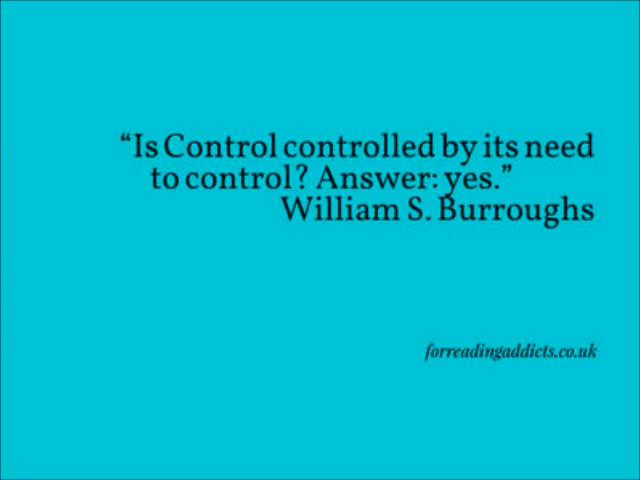 “Is Control controlled by its need
to control? Answer: yes.”
William S. Burroughs
forreadingaddicts.co.uk